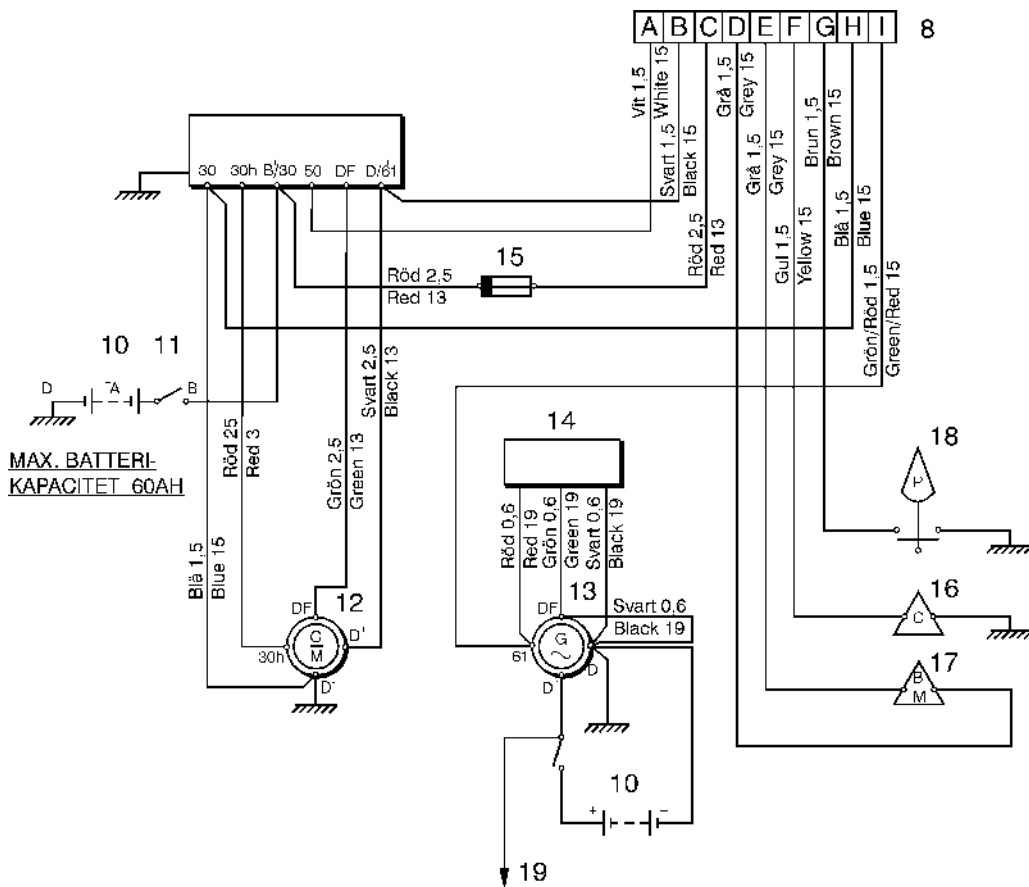 A B C D E F G H I
8
Vit 1,5
White 15
Svart 1,5
Black 15
Röd 2,5
Red 13
Grå 1,5
Grey 15
Grå 1,5
Grey 15
Gul 1,5
Yellow 15
Brun 1,5
Brown 15
Blå 1,5
Blue 15
Grön/Röd 1,5
Green/Red 15
30 30h B/30 50 DF D/61
15
Röd 2,5
Red 13
10 11
D A B
MAX. BATTERI-
KAPACITET 60AH
Röd 25
Red 3
Grön 2,5
Green 13
Svart 2,5
Black 13
Blå 1,5
Blue 15
12
DF
C
M
D
30h
D
14
Röd 0,6
Red 19
Grön 0,6
Green 19
Svart 0,6
Black 19
13
DF
G
Svart 0,6
Black 19
61
D
D
10
+ −
19
18
P
16
C
17
B
M